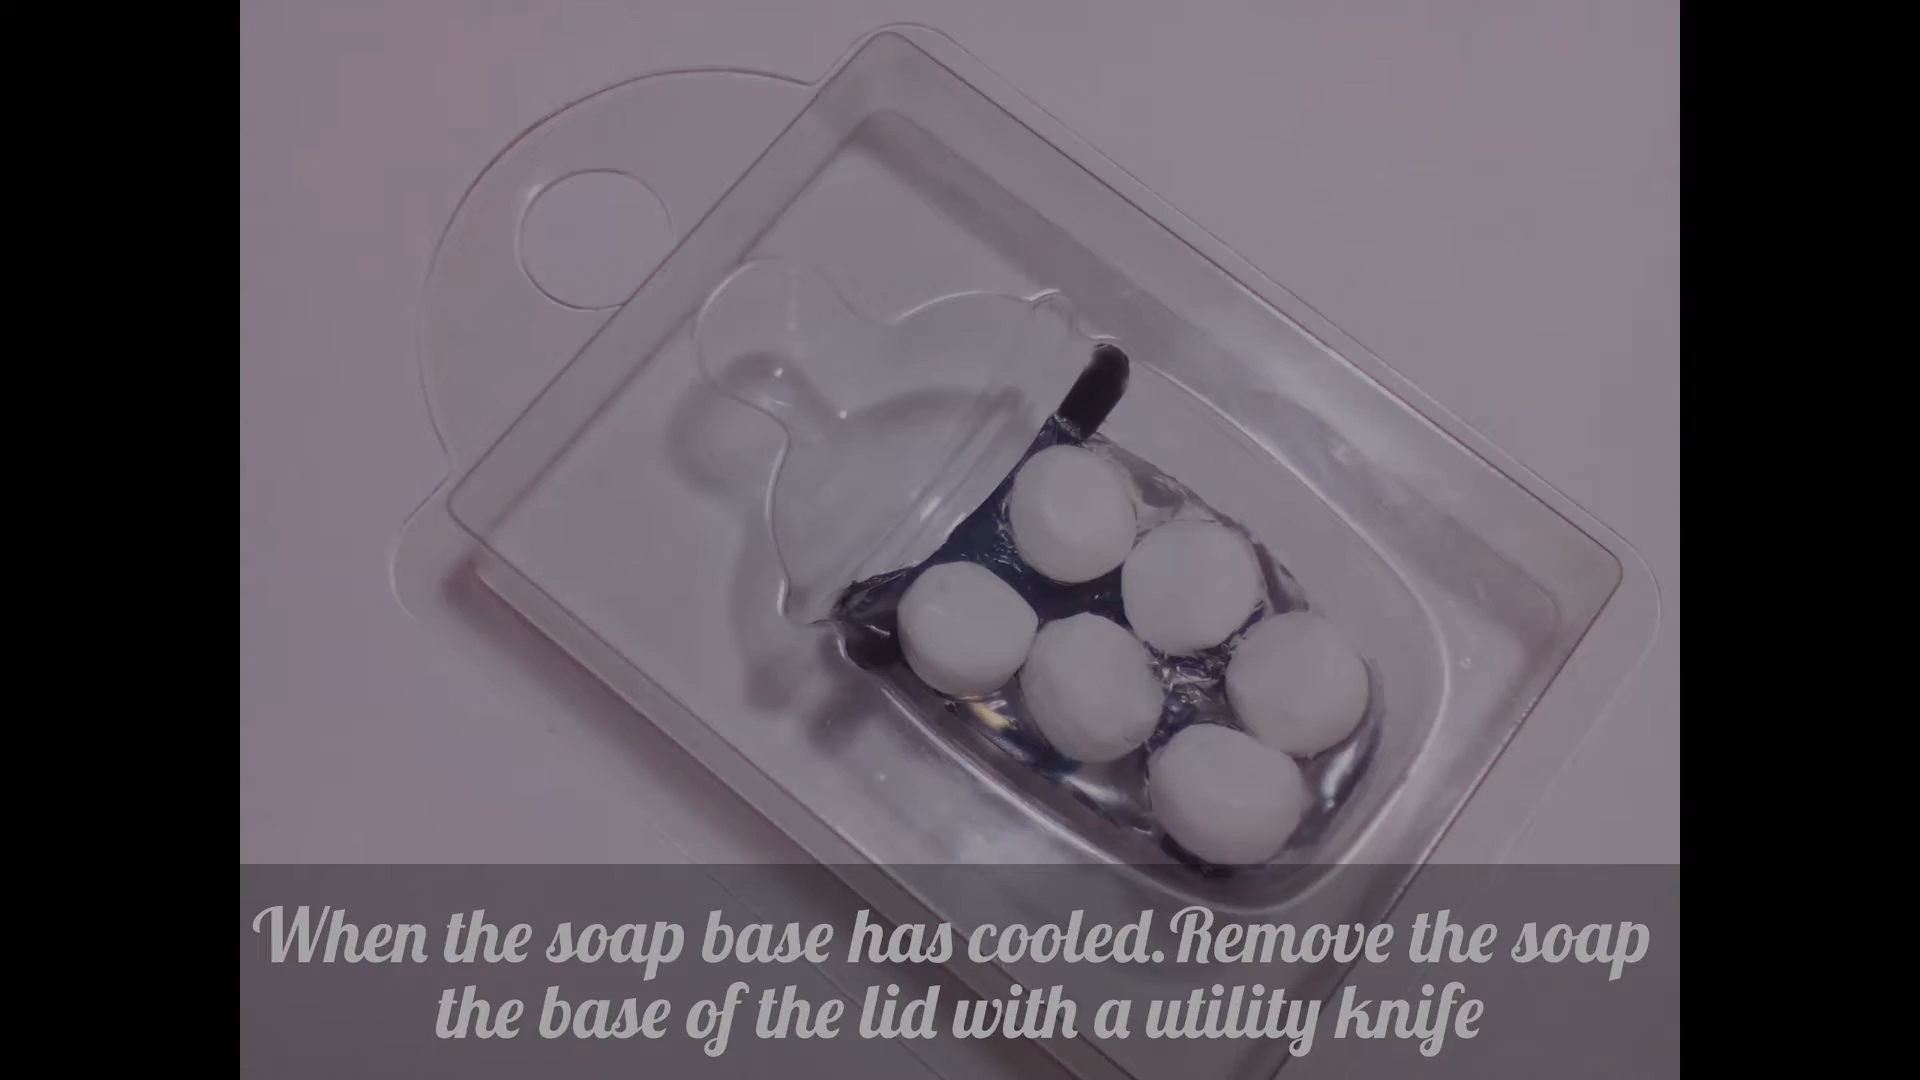 When the soap base has cooled.Remove the soap
the base of the lid with a utility knife